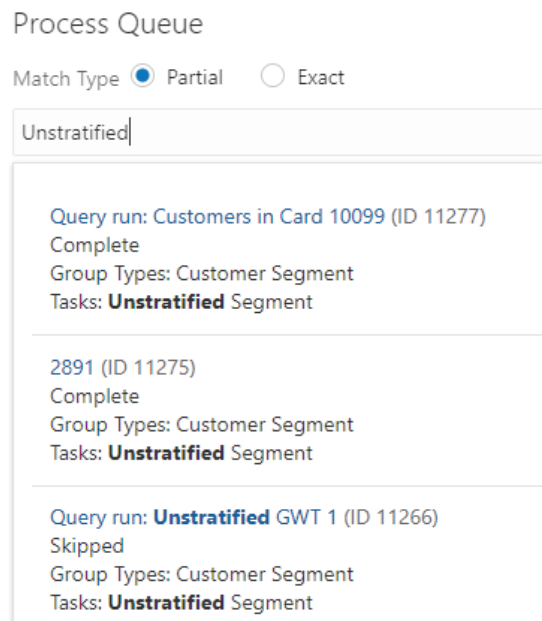 Process Queue
Match Type Partial Exact
Unstratified
Query run: Customers in Card 10099 (ID 11277)
Complete
Group Types: Customer Segment
Tasks: Unstratified Segment
2891 (ID 11275)
Complete
Group Types: Customer Segment
Tasks: Unstratified Segment
Query run: Unstratified GWT 1 (ID 11266)
Skipped
Group Types: Customer Segment
Tasks: Unstratified Segment